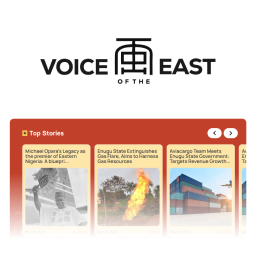 VOICE EAST
OF THE
Top Stories
Michael Opara's Legacy as
the premier of Eastern
Nigeria: A bluepri...
Enugu State Extinguishes
Gas Flare, Aims to Harness
Gas Resources
Aviacargo Team Meets
Enugu State Government:
Targets Revenue Growth...